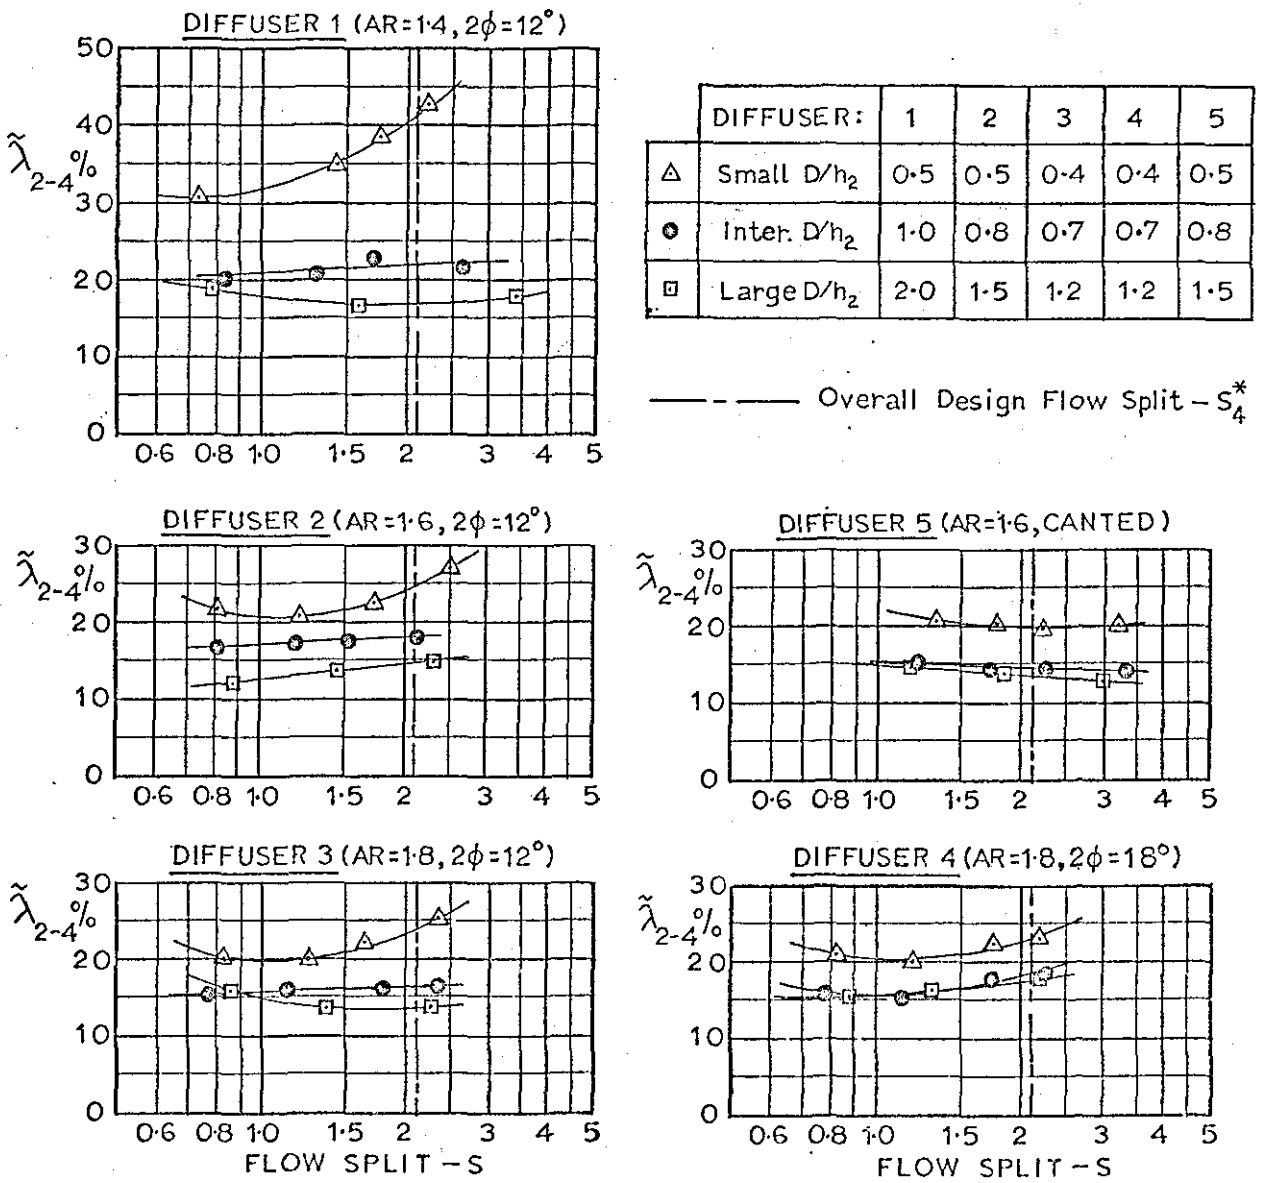 DIFFUSER 1 (AR=1·4, 2ϕ=12°)
50
40
λ̃2-4%
30
20
10
0
0·6 0·8 1·0 1·5 2 3 4 5
DIFFUSER: 1 2 3 4 5
△ Small D/h2 0·5 0·5 0·4 0·4 0·5
● Inter. D/h2 1·0 0·8 0·7 0·7 0·8
⊡ Large D/h2 2·0 1·5 1·2 1·2 1·5
Overall Design Flow Split – S4*
DIFFUSER 2 (AR=1·6, 2ϕ=12°)
30
λ̃2-4%
20
10
0
0·6 0·8 1·0 1·5 2 3 4 5
DIFFUSER 5 (AR=1·6, CANTED)
30
λ̃2-4%
20
10
0
0·6 0·8 1·0 1·5 2 3 4 5
DIFFUSER 3 (AR=1·8, 2ϕ=12°)
30
λ̃2-4%
20
10
0
0·6 0·8 1·0 1·5 2 3 4 5
FLOW SPLIT – S
DIFFUSER 4 (AR=1·8, 2ϕ=18°)
30
λ̃2-4%
20
10
0
0·6 0·8 1·0 1·5 2 3 4 5
FLOW SPLIT – S